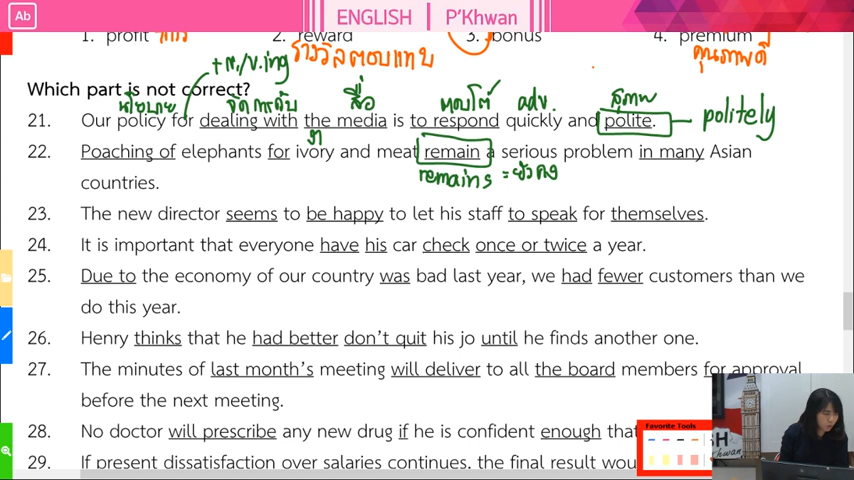 Ab
ENGLISH | P'Khwan
1. profit การ 2. reward 3. bonus 4. premium
รางวัลตอบแทน
คุณภาพดี
+n./v.ing
Which part is not correct?
นโยบาย จัดการกับ สื่อ ตอบโต้ adv. สุภาพ
21. Our policy for dealing with the media is to respond quickly and polite. politely
22. Poaching of elephants for ivory and meat remain a serious problem in many Asian
remains = ยังคง
countries.
23. The new director seems to be happy to let his staff to speak for themselves.
24. It is important that everyone have his car check once or twice a year.
25. Due to the economy of our country was bad last year, we had fewer customers than we
do this year.
26. Henry thinks that he had better don't quit his jo until he finds another one.
27. The minutes of last month's meeting will deliver to all the board members for approval
before the next meeting.
Favorite Tools
28. No doctor will prescribe any new drug if he is confident enough
29. If present dissatisfaction over salaries continues, the final result